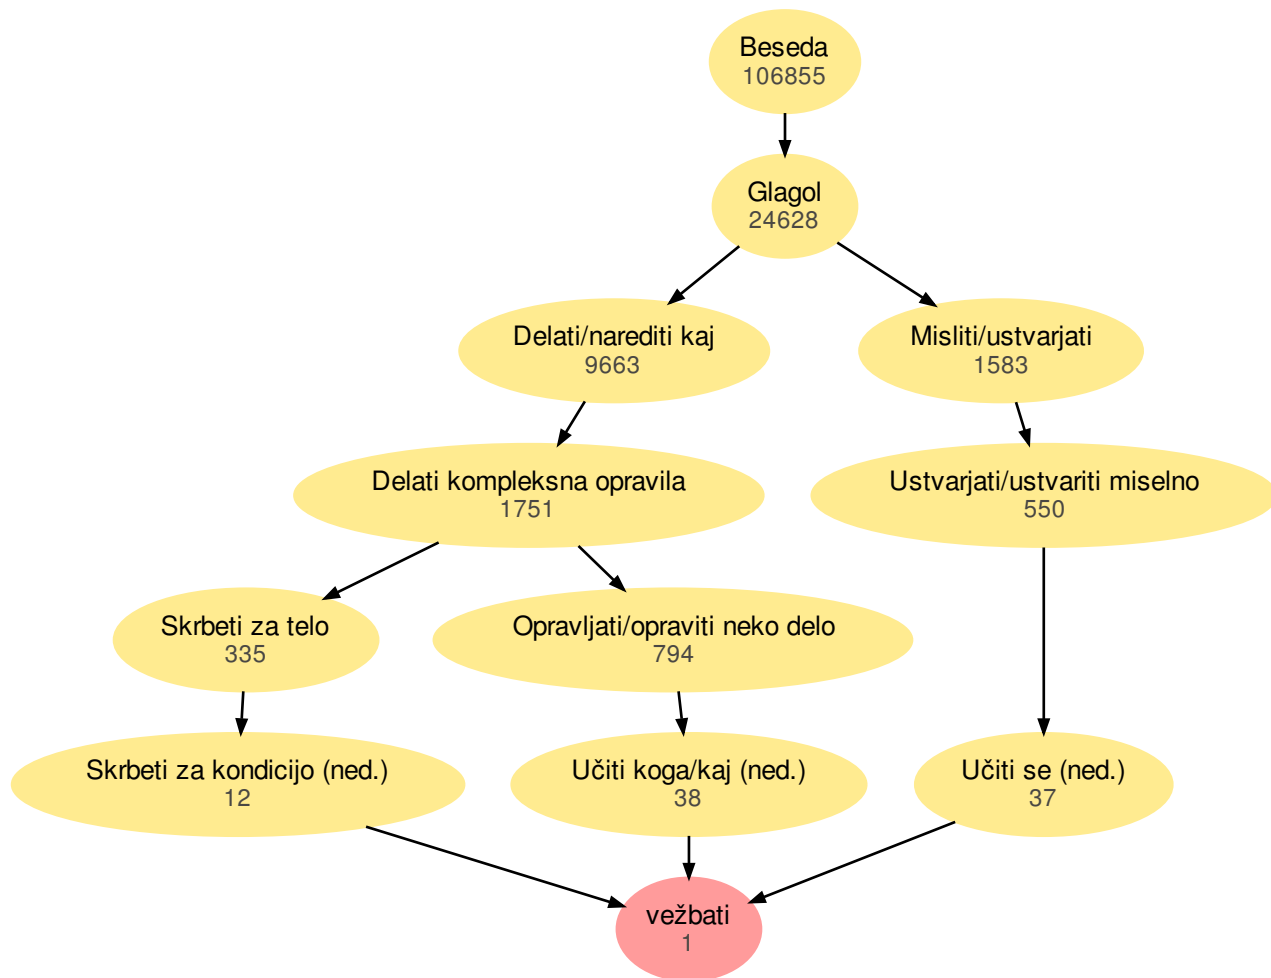 Beseda
106855
Glagol
24628
Delati/narediti kaj
9663
Misliti/ustvarjati
1583
Delati kompleksna opravila
1751
Ustvarjati/ustvariti miselno
550
Skrbeti za telo
335
Opravljati/opraviti neko delo
794
Skrbeti za kondicijo (ned.)
12
Učiti koga/kaj (ned.)
38
Učiti se (ned.)
37
vežbati
1